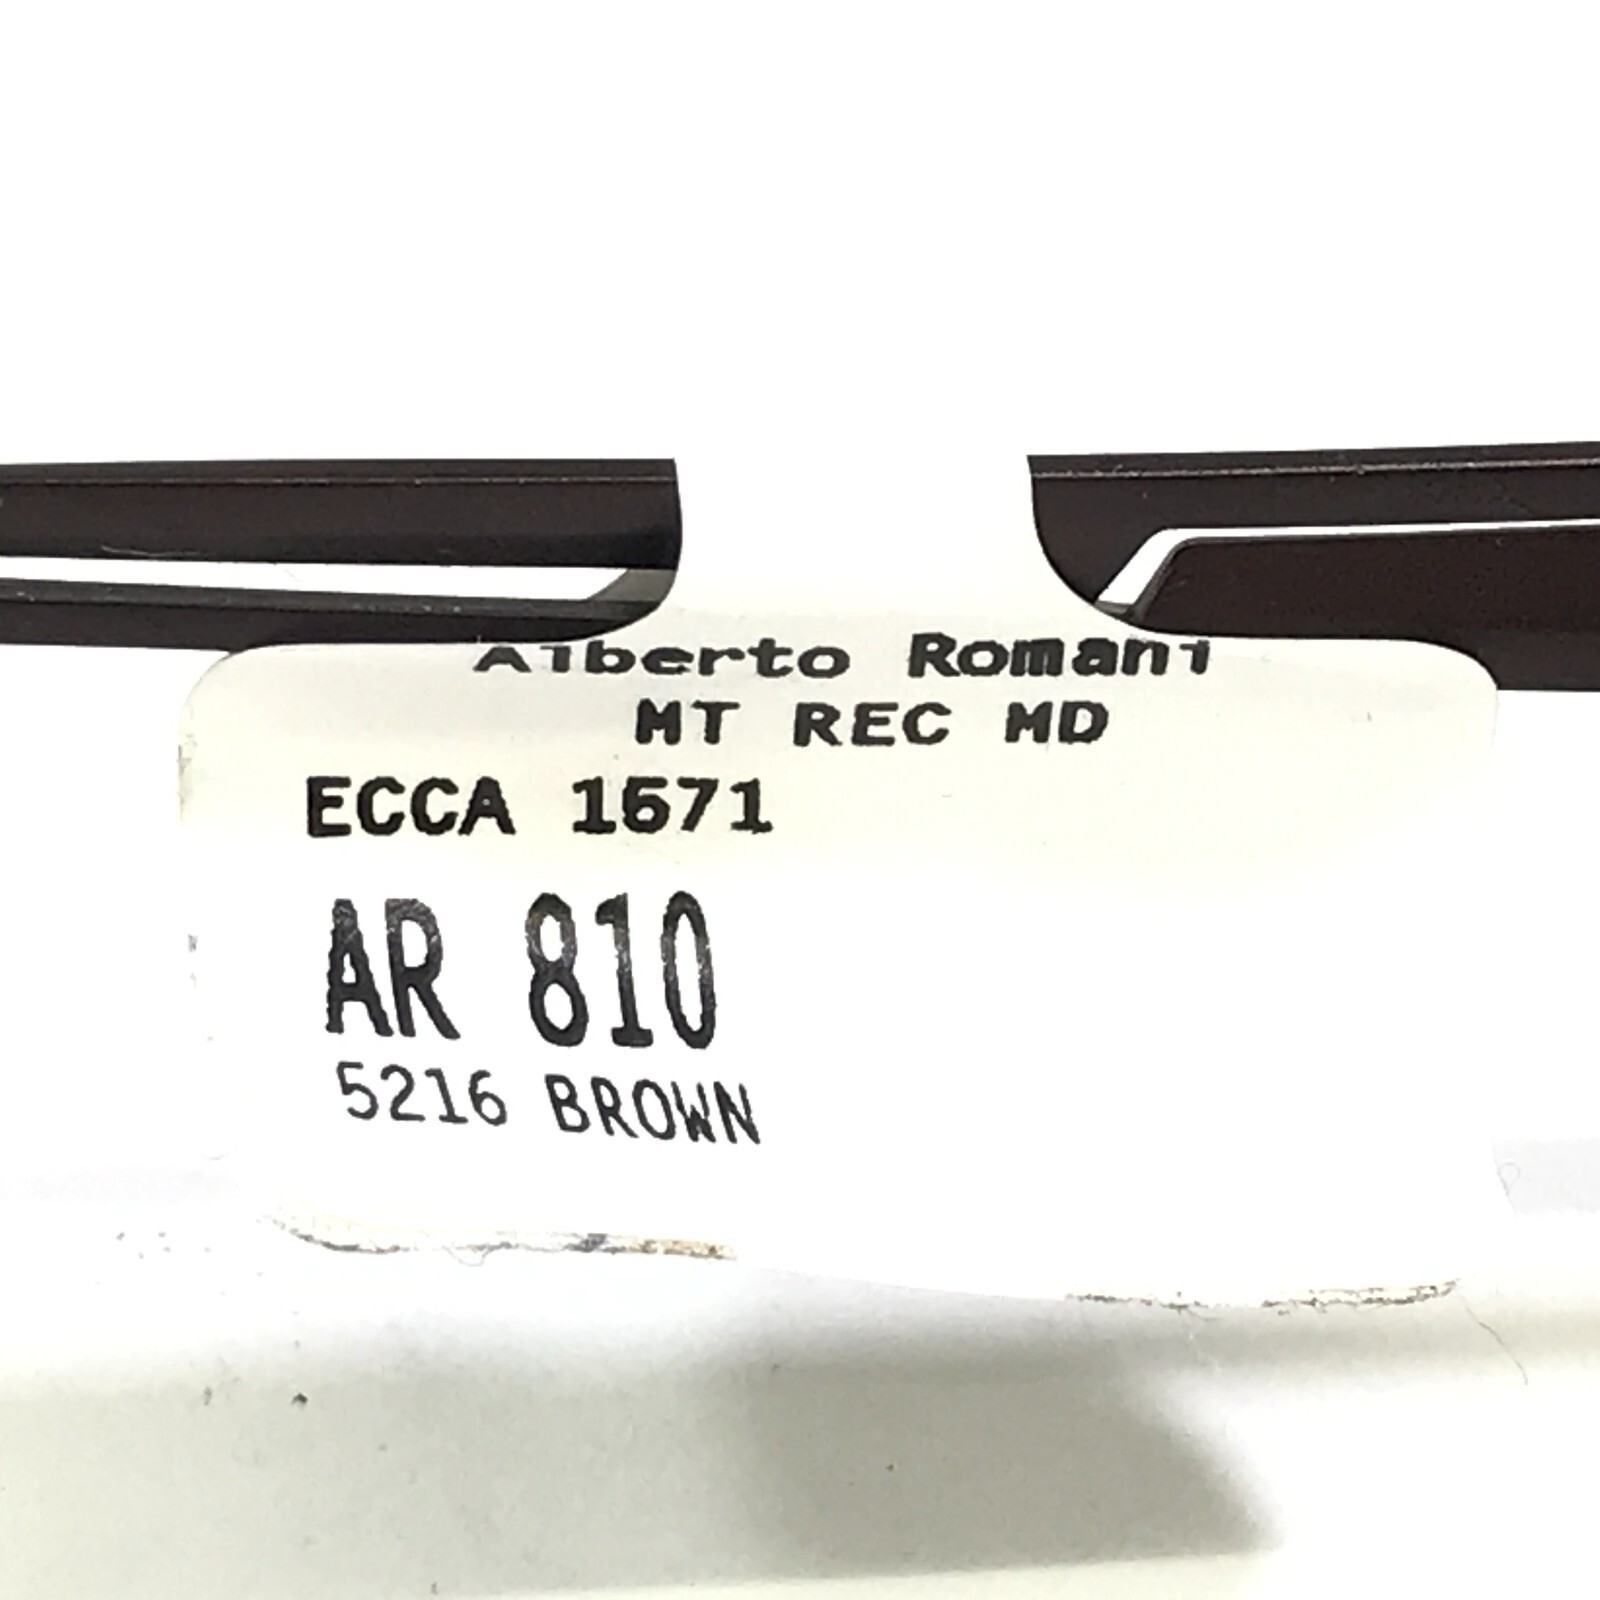 Alberto Romani
MT REC MD
ECCA 1571
AR 810
5216 BROWN